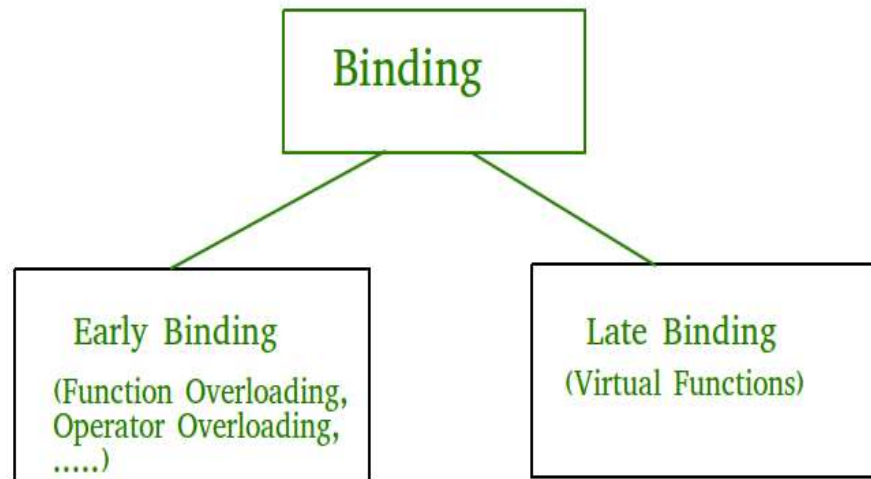 Binding
Early Binding
(Function Overloading,
Operator Overloading,
.....)
Late Binding
(Virtual Functions)